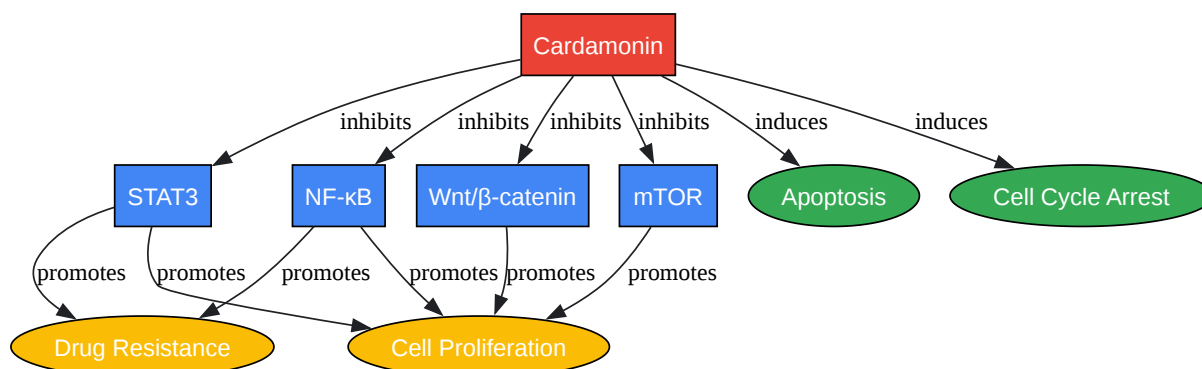 Cardamonin
inhibits inhibits inhibits inhibits induces induces
STAT3 NF-κB Wnt/β-catenin mTOR Apoptosis Cell Cycle Arrest
promotes promotes promotes promotes promotes promotes
Drug Resistance Cell Proliferation